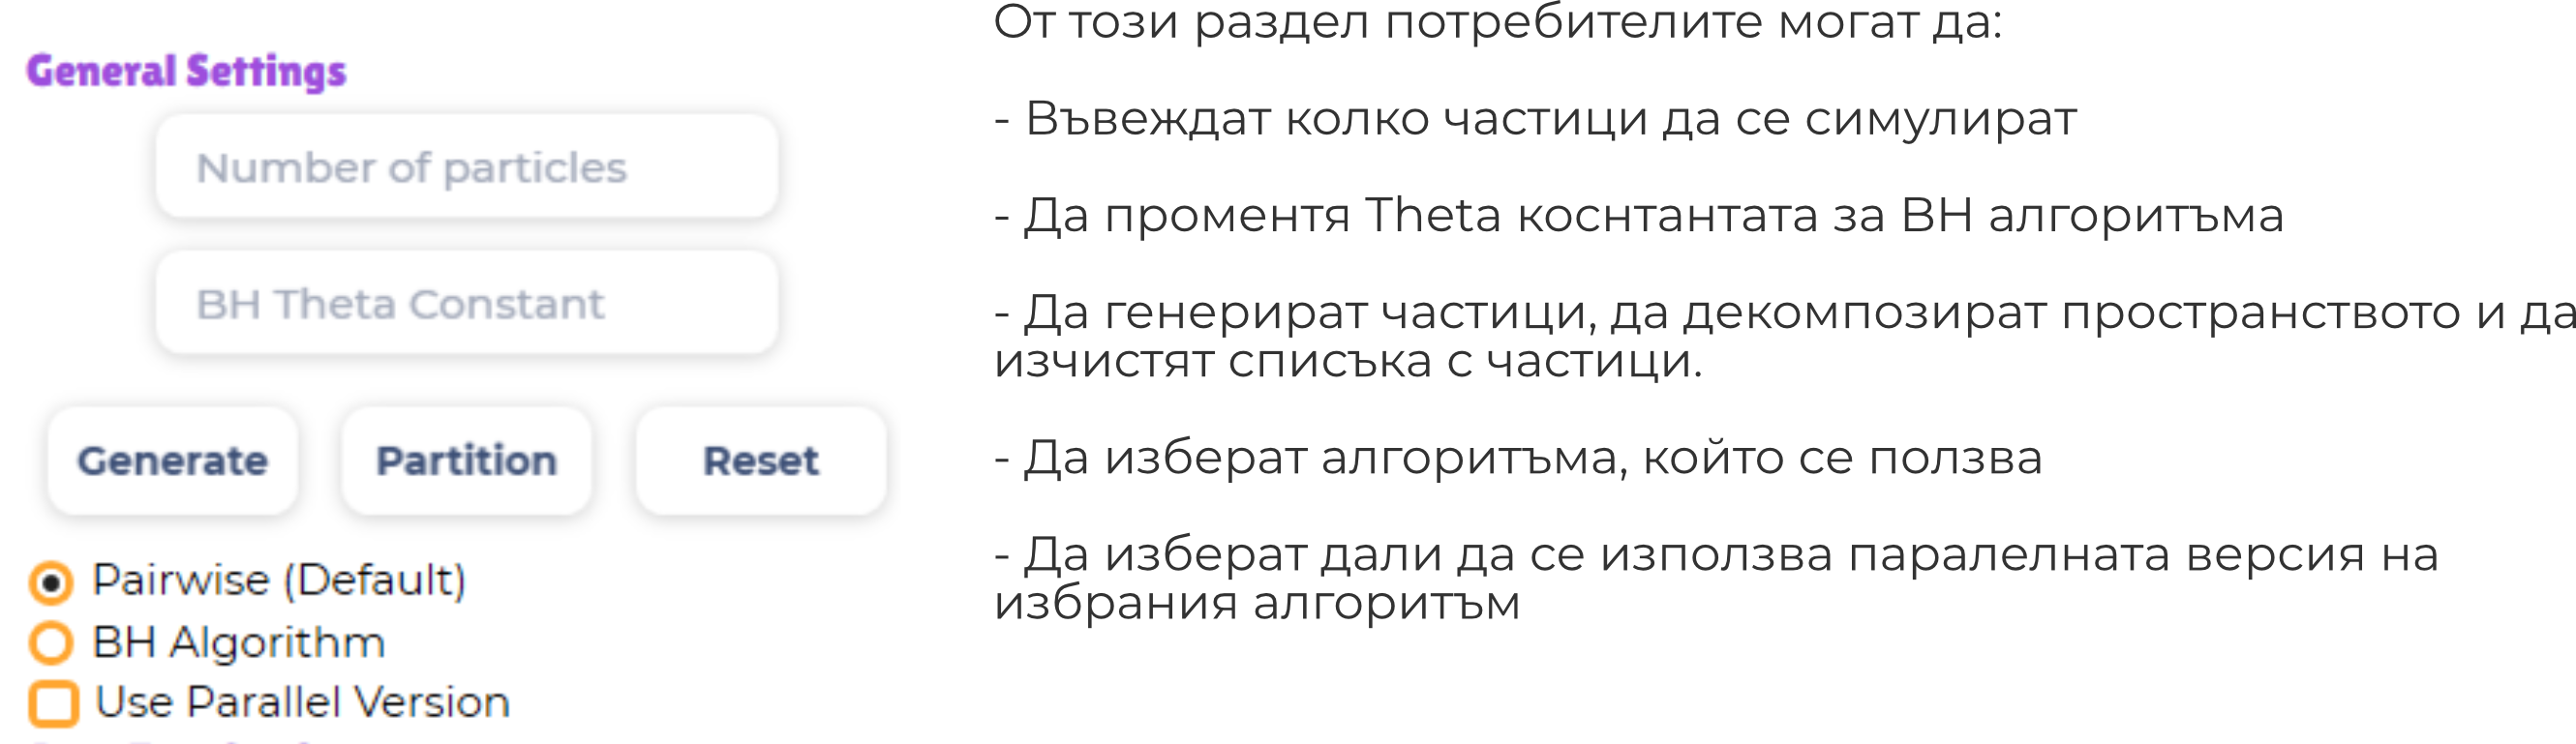 General Settings
Number of particles
BH Theta Constant
Generate Partition Reset
Pairwise (Default)
BH Algorithm
Use Parallel Version
От този раздел потребителите могат да:
- Въвеждат колко частици да се симулират
- Да проментя Theta коснтантата за BH алгоритъма
- Да генерират частици, да декомпозират пространството и да
изчистят списъка с частици.
- Да изберат алгоритъма, който се ползва
- Да изберат дали да се използва паралелната версия на
избрания алгоритъм